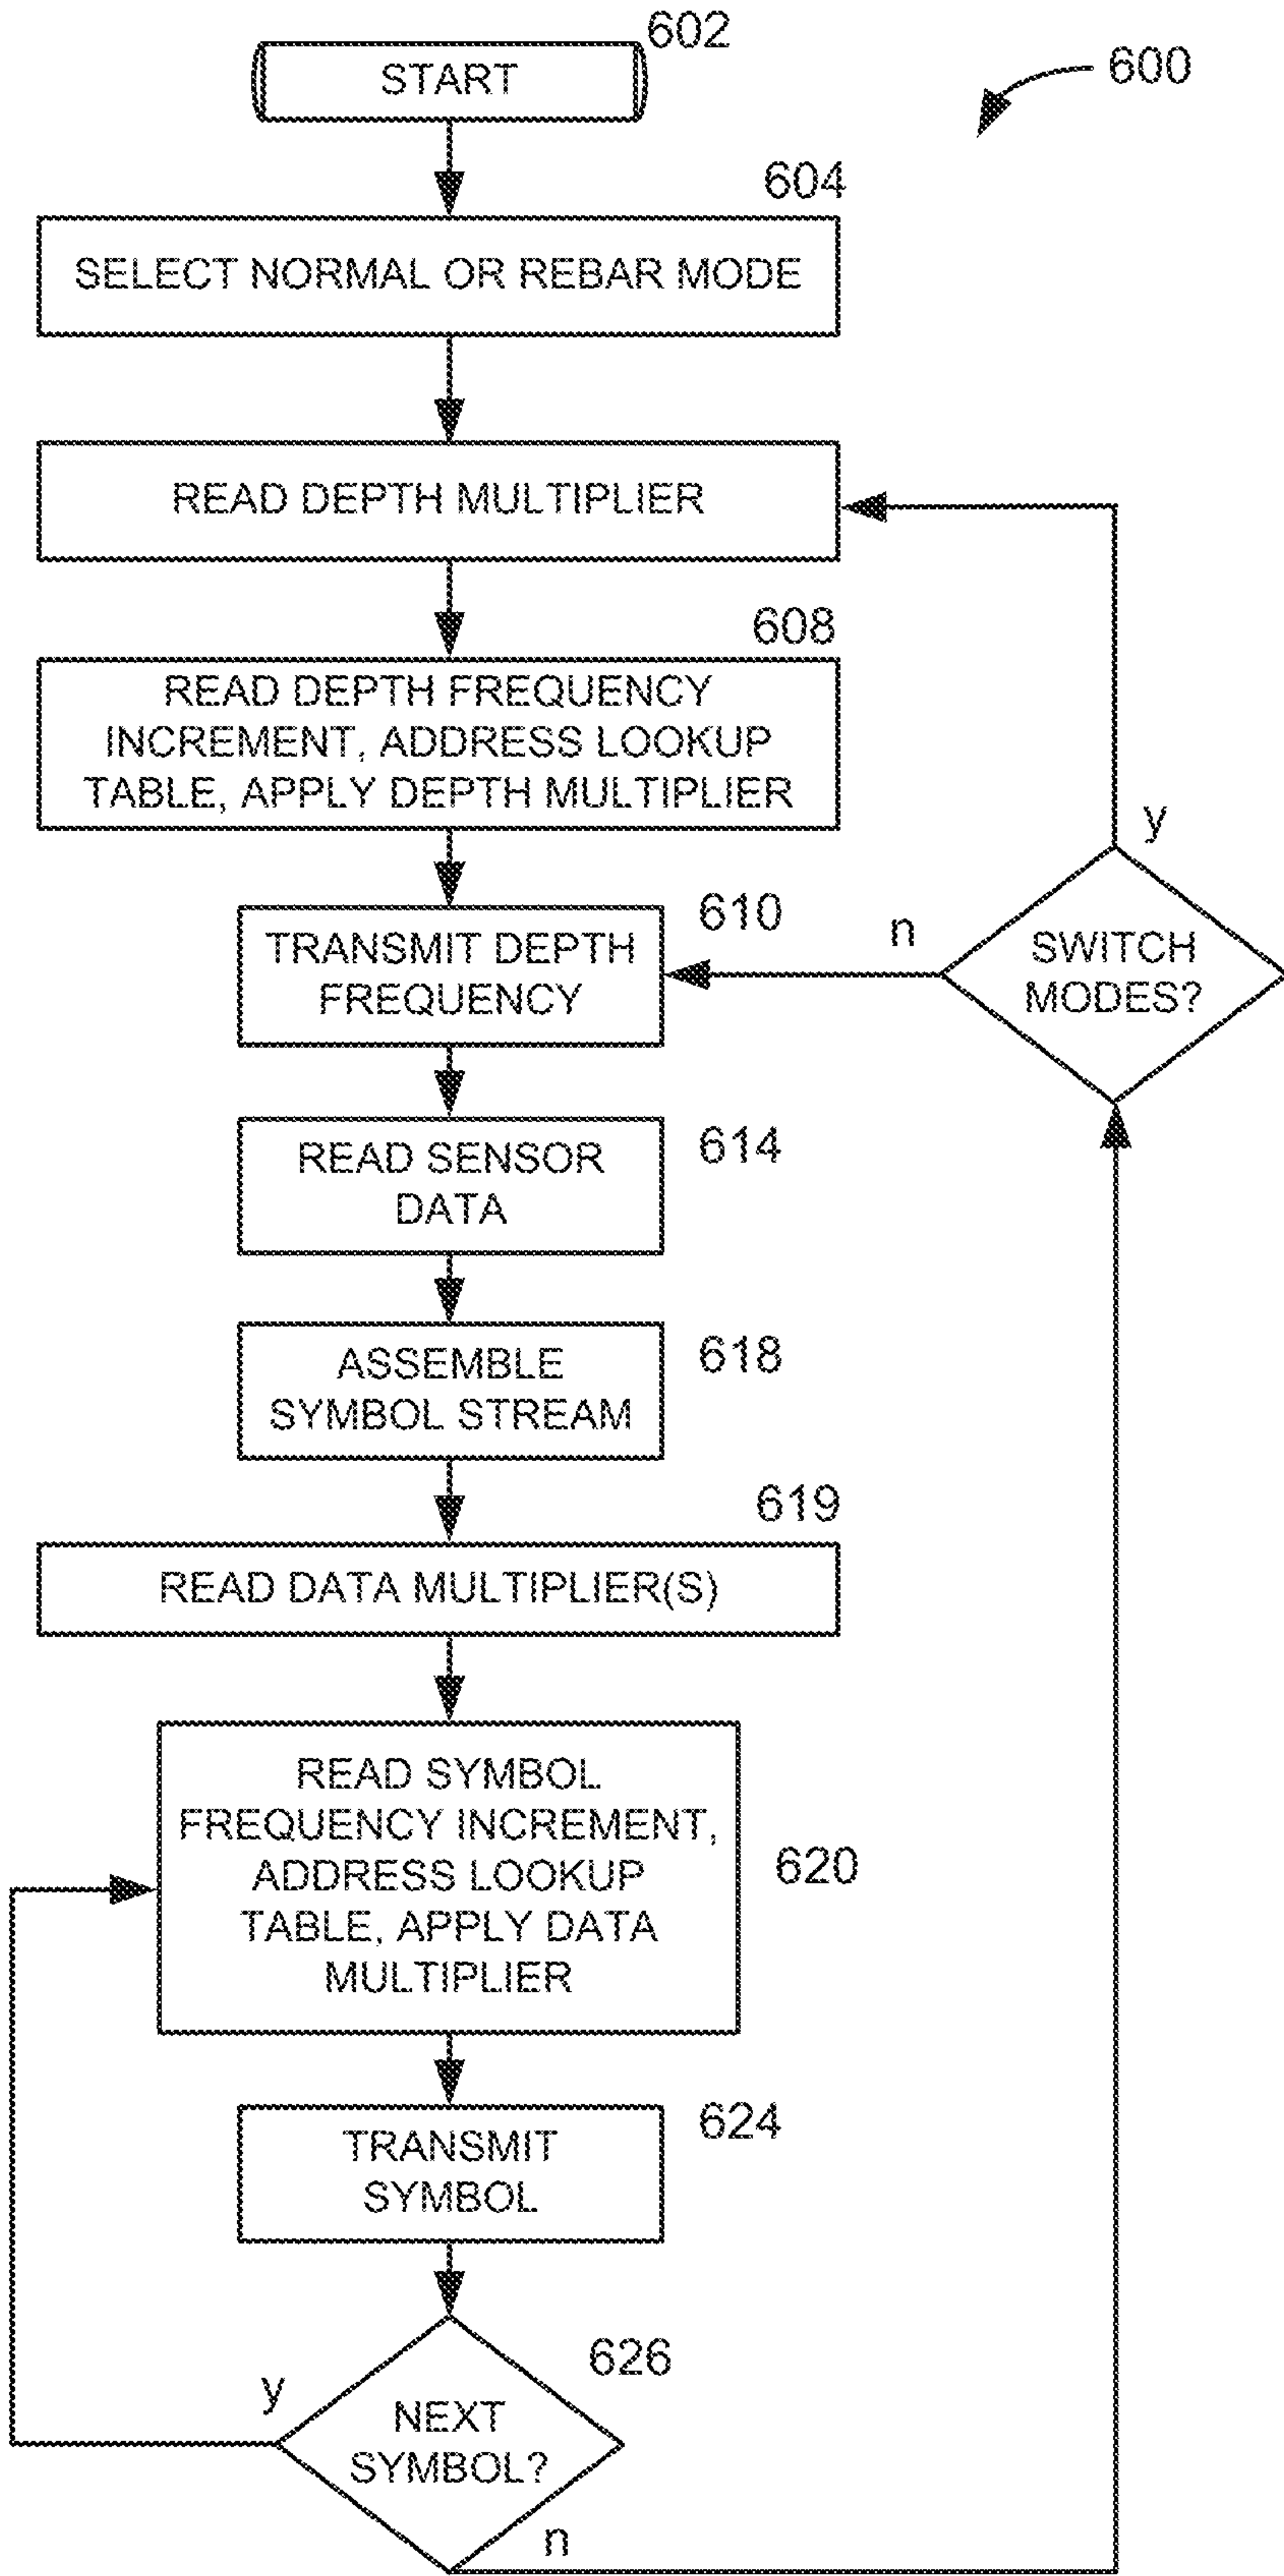 602
START
600
604
SELECT NORMAL OR REBAR MODE
READ DEPTH MULTIPLIER
608
READ DEPTH FREQUENCY
INCREMENT, ADDRESS LOOKUP
TABLE, APPLY DEPTH MULTIPLIER
y
610
TRANSMIT DEPTH
FREQUENCY
n
SWITCH
MODES?
614
READ SENSOR
DATA
618
ASSEMBLE
SYMBOL STREAM
619
READ DATA MULTIPLIER(S)
READ SYMBOL
FREQUENCY INCREMENT,
ADDRESS LOOKUP
TABLE, APPLY DATA
MULTIPLIER
620
624
TRANSMIT
SYMBOL
626
y
NEXT
SYMBOL?
n